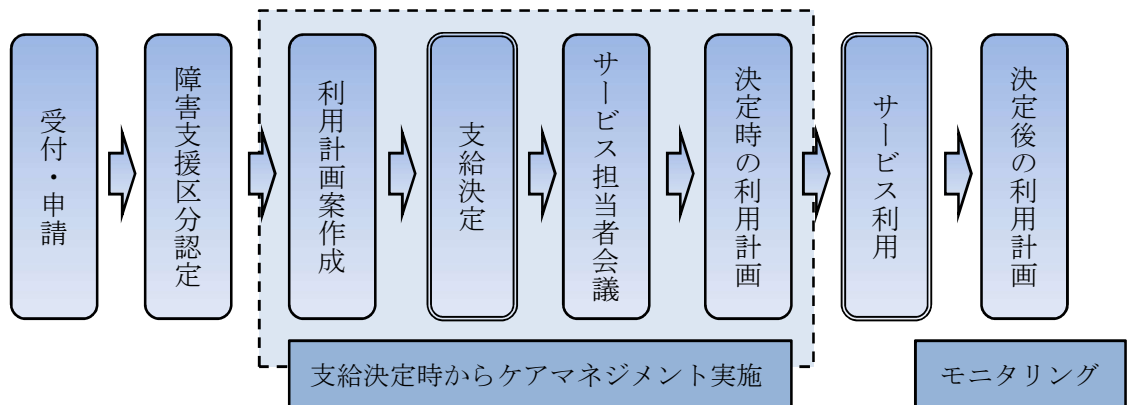 受付・申請
障害支援区分認定
利用計画案作成
支給決定
サービス担当者会議
決定時の利用計画
サービス利用
決定後の利用計画
支給決定時からケアマネジメント実施
モニタリング